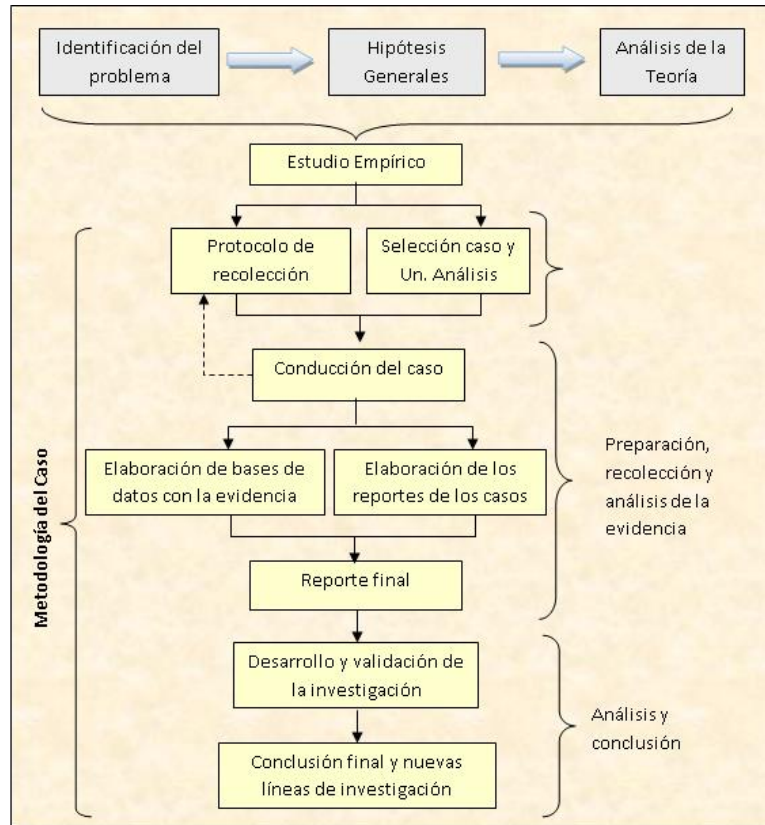 Identificación del
problema
Hipótesis
Generales
Análisis de la
Teoría
Estudio Empírico
Protocolo de
recolección
Selección caso y
Un. Análisis
Conducción del caso
Elaboración de bases de
datos con la evidencia
Elaboración de los
reportes de los casos
Preparación,
recolección y
análisis de la
evidencia
Metodología del Caso
Reporte final
Desarrollo y validación de
la investigación
Análisis y
conclusión
Conclusión final y nuevas
líneas de investigación